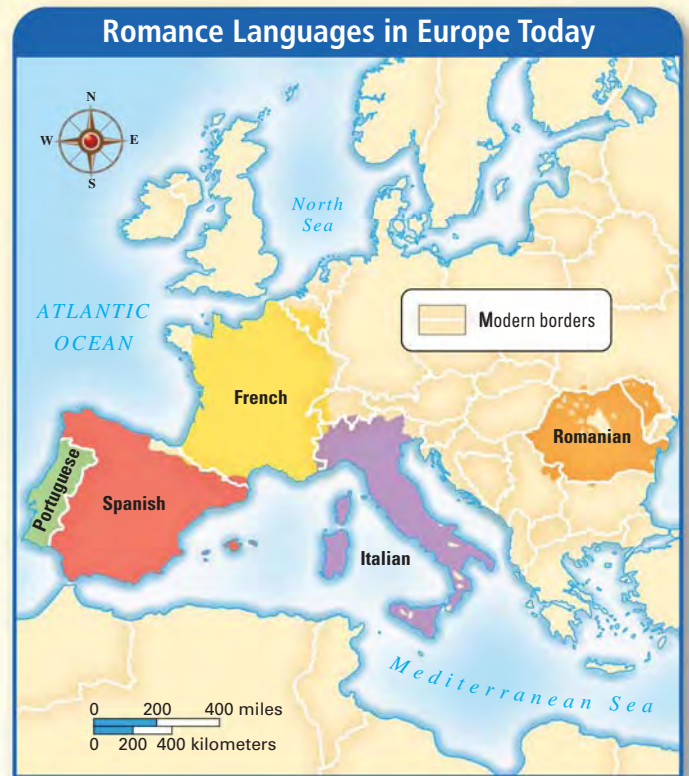 Romance Languages in Europe Today
N
W
E
S
North
Sea
ATLANTIC
OCEAN
Modern borders
French
Romanian
Portuguese
Spanish
Italian
Mediterranean Sea
0 200 400 miles
0 200 400 kilometers